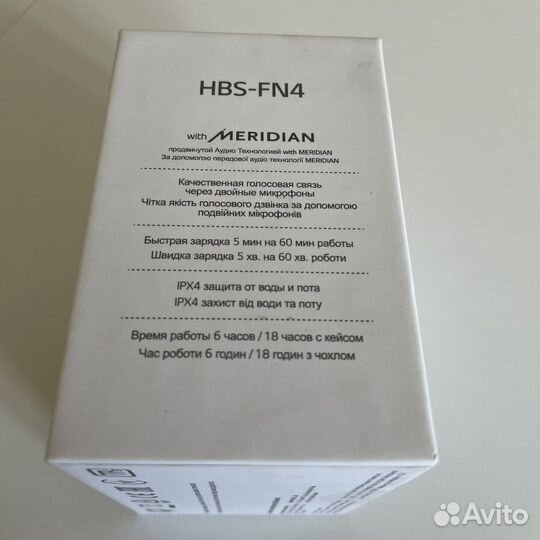 HBS-FN4
with MERIDIAN
продвинутой Аудио Технологией with MERIDIAN
За допомогою передової аудіо технології MERIDIAN
Качественная голосовая связь
через двойные микрофоны
Чітка якість голосового дзвінка за допомогою
подвійних мікрофонів
Быстрая зарядка 5 мин на 60 мин работы
Швидка зарядка 5 хв. на 60 хв. роботи
IPX4 защита от воды и пота
IPX4 захист від води та поту
Время работы 6 часов / 18 часов с кейсом
Час роботи 6 годин / 18 годин з чохлом
Avito